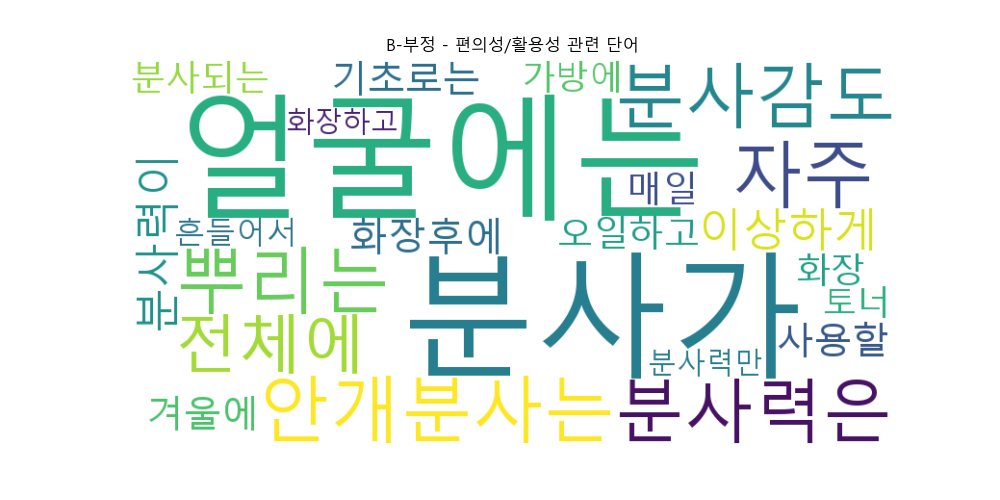 B-부정 - 편의성/활용성 관련 단어
분사되는
기초로는
가방에
분사감도
얼굴에는
화장하고
자주
매일
분사력이
흔들어서
화장후에
오일하고
이상하게
뿌리는
분사가
화장
토너
전체에
사용할
분사력만
겨울에
안개분사는
분사력은